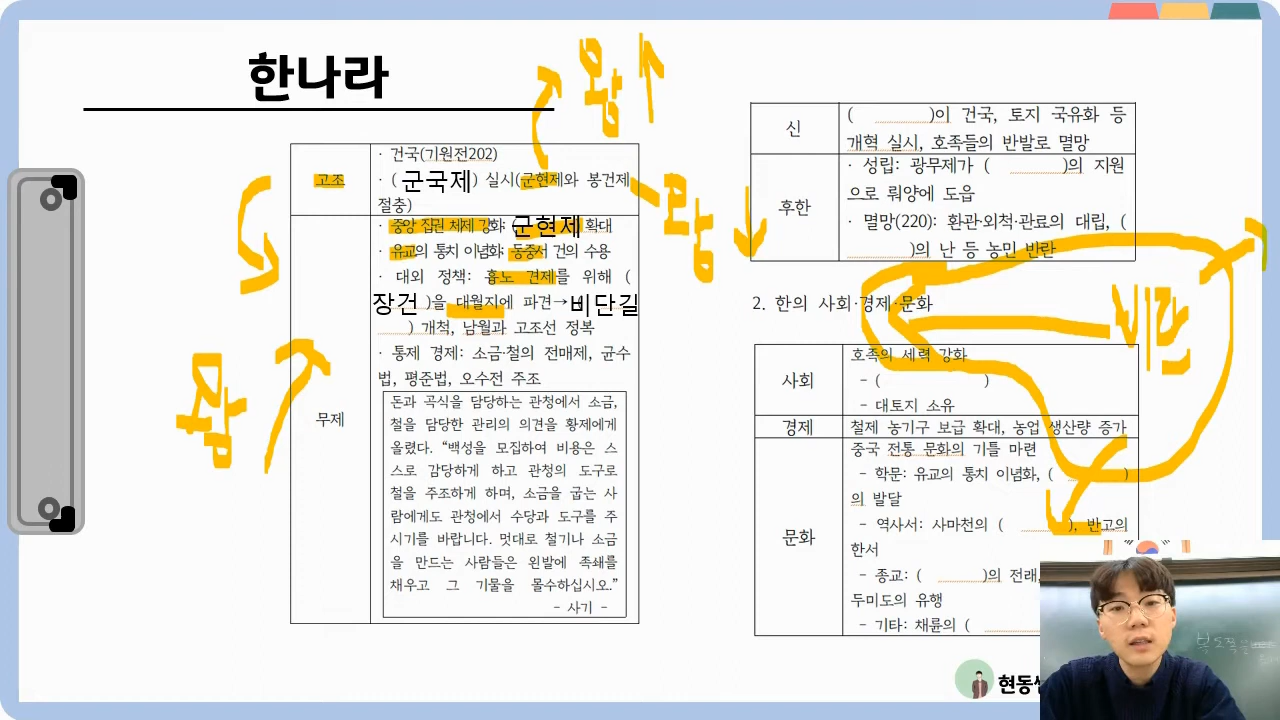 한나라
고조
· 건국(기원전202)
· ( 군국제 ) 실시(군현제와 봉건제
절충)
무제
· 중앙 집권 체제 강화: 군현제 확대
· 유교의 통치 이념화: 동중서 건의 수용
· 대외 정책: 흉노 견제를 위해 (
장건 )을 대월지에 파견→ 비단길
) 개척, 남월과 고조선 정복
· 통제 경제: 소금·철의 전매제, 균수
법, 평준법, 오수전 주조
돈과 곡식을 담당하는 관청에서 소금,
철을 담당한 관리의 의견을 황제에게
올렸다. “백성을 모집하여 비용은 스
스로 감당하게 하고 관청의 도구로
철을 주조하게 하며, 소금을 굽는 사
람에게도 관청에서 수당과 도구를 주
시기를 바랍니다. 멋대로 철기나 소금
을 만드는 사람들은 왼발에 족쇄를
채우고 그 기물을 몰수하십시오.”
- 사기 -
신
( )이 건국, 토지 국유화 등
개혁 실시, 호족들의 반발로 멸망
후한
· 성립: 광무제가 ( )의 지원
으로 뤄양에 도읍
· 멸망(220): 환관·외척·관료의 대립, (
)의 난 등 농민 반란
2. 한의 사회·경제·문화
사회
호족의 세력 강화
- ( )
- 대토지 소유
경제
철제 농기구 보급 확대, 농업 생산량 증가
문화
중국 전통 문화의 기틀 마련
- 학문: 유교의 통치 이념화, ( )
의 발달
- 역사서: 사마천의 ( ), 반고의
한서
- 종교: ( )의 전래,
두미도의 유행
- 기타: 채륜의 (
현동